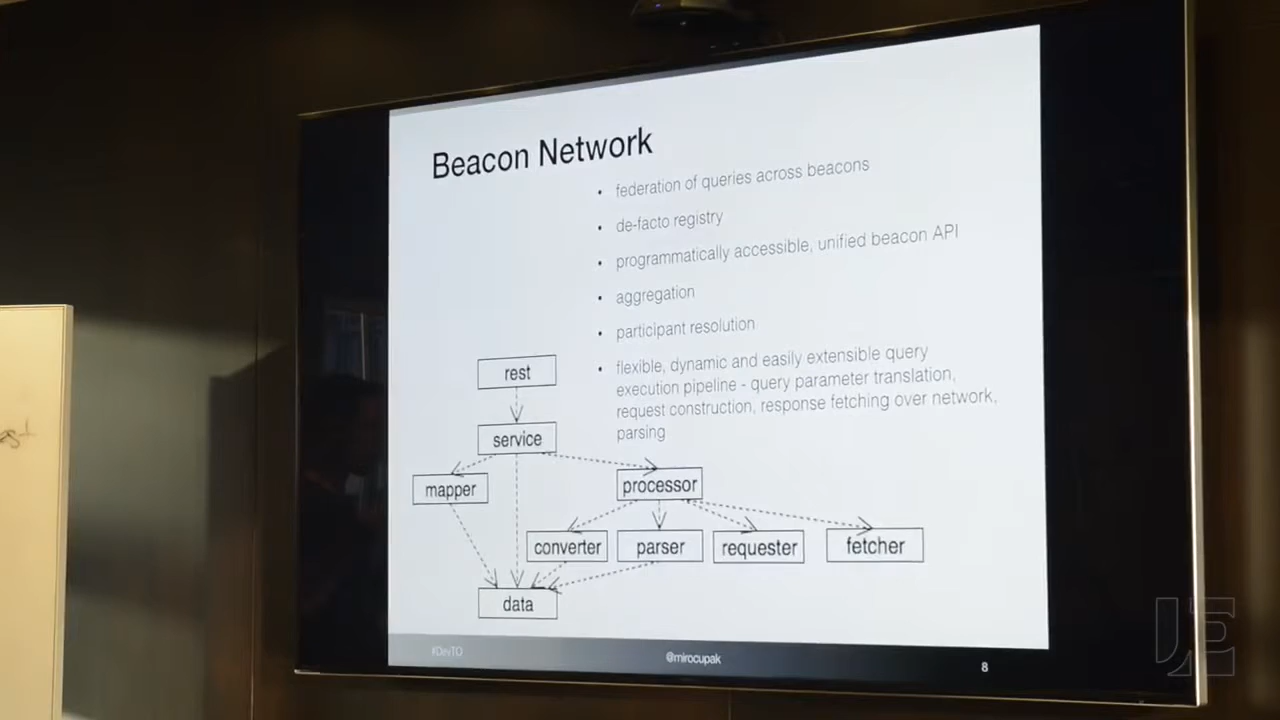 Beacon Network
• federation of queries across beacons
• de-facto registry
• programmatically accessible, unified beacon API
• aggregation
• participant resolution
• flexible, dynamic and easily extensible query
execution pipeline - query parameter translation,
request construction, response fetching over network,
parsing
rest
service
mapper
processor
converter
parser
requester
fetcher
data
#DevTO
@mirocupak
8